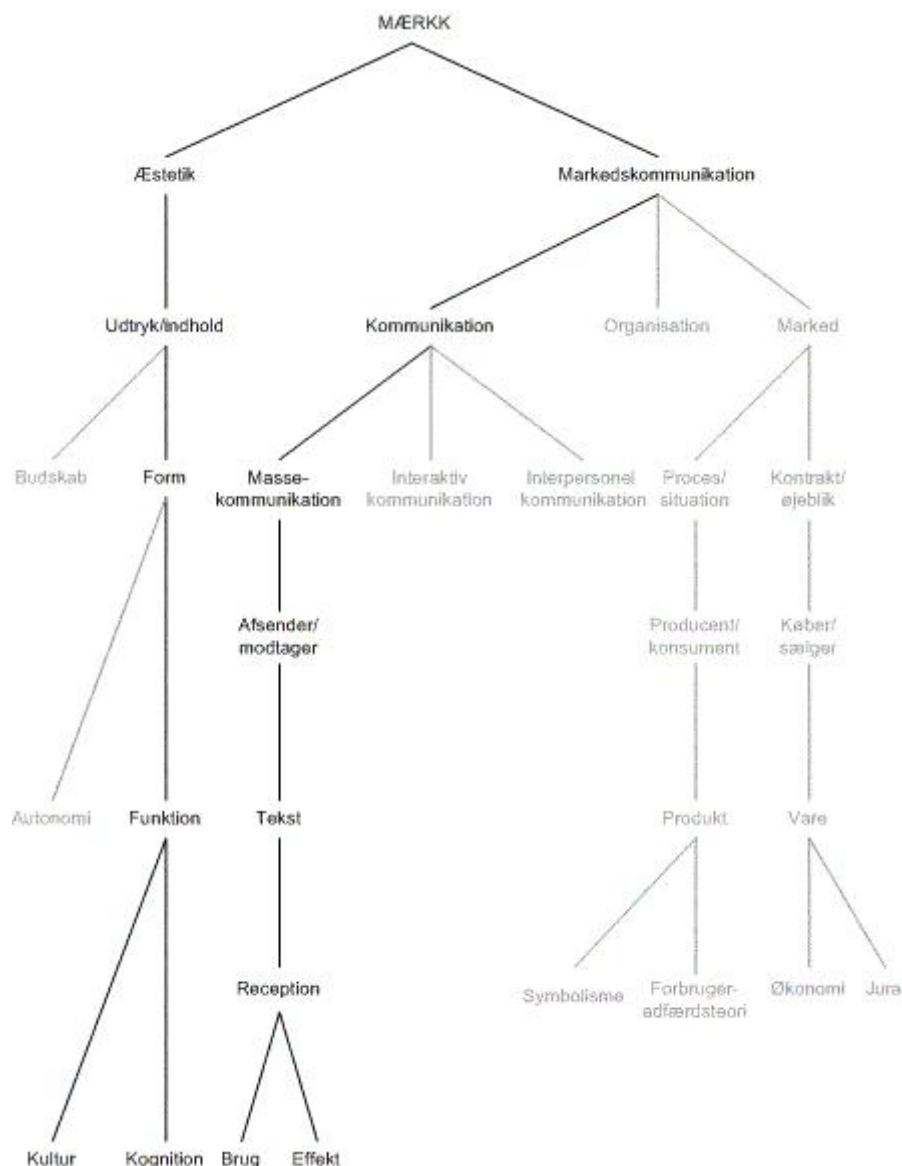 MÆRKK
Æstetik
Markedskommunikation
Udtryk/indhold
Kommunikation
Organisation
Marked
Budskab
Form
Masse-
kommunikation
Interaktiv
kommunikation
Interpersonel
kommunikation
Proces/
situation
Kontrakt/
øjeblik
Afsender/
modtager
Producent/
konsument
Køber/
sælger
Autonomi
Funktion
Tekst
Produkt
Vare
Reception
Symbolisme
Forbruger-
adfærdsteori
Økonomi
Jura
Kultur
Kognition
Brug
Effekt